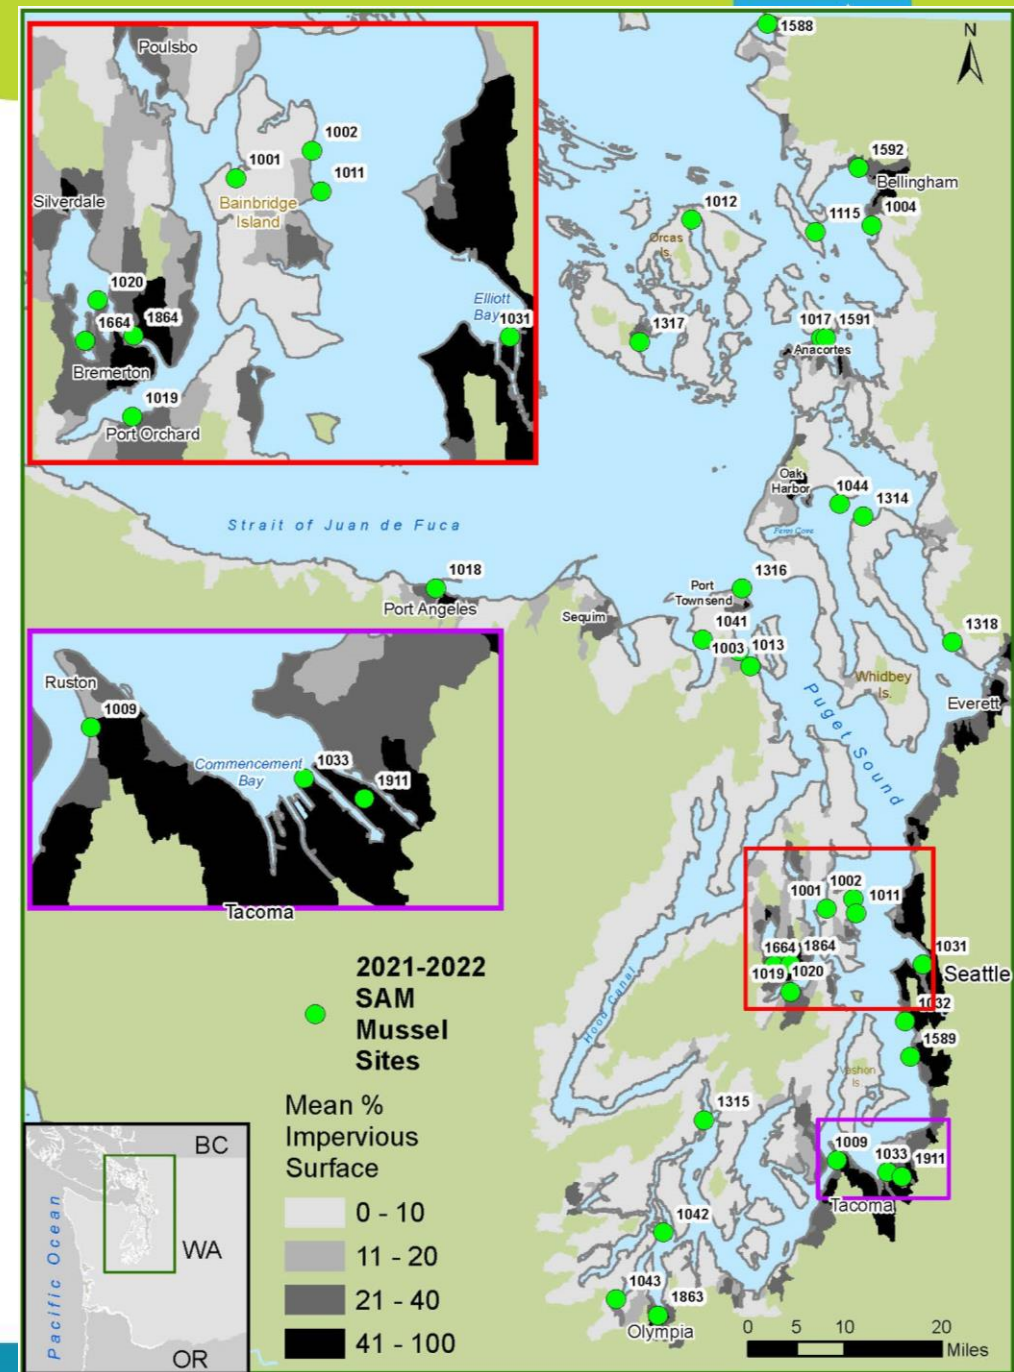 Poulsbo
1002
1001
1011
Silverdale
Bainbridge
Island
1020
Elliott
Bay
1031
1664
1864
Bremerton
1019
Port Orchard
N
1588
1592
Bellingham
1012
1115
1004
Orcas
Is.
1317
1017
1591
Anacortes
Oak
Harbor
1044
1314
Penn Cove
Strait of Juan de Fuca
1018
Port Angeles
1316
Port
Townsend
Sequim
1041
1003
1013
1318
Whidbey
Is.
Everett
Puget Sound
Ruston
1009
Commencement
Bay
1033
1911
Tacoma
1001
1002
1011
1664
1864
1019
1020
1031
Seattle
1032
1589
Hood Canal
Vashon
Is.
1315
1009
1033
1911
Tacoma
1042
1043
1863
Olympia
2021-2022
SAM
Mussel
Sites
Mean %
Impervious
Surface
0 - 10
11 - 20
21 - 40
41 - 100
BC
WA
OR
Pacific Ocean
0 5 10 20
Miles